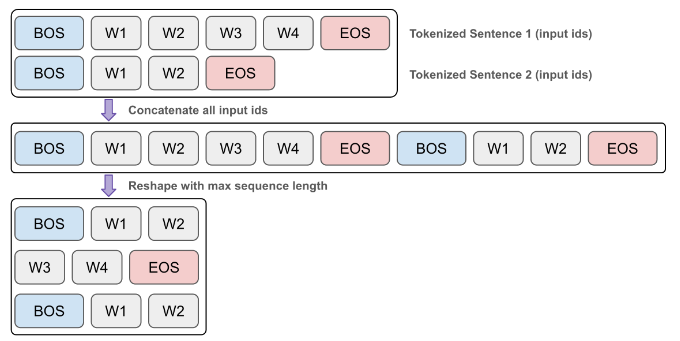 BOS W1 W2 W3 W4 EOS Tokenized Sentence 1 (input ids)
BOS W1 W2 EOS Tokenized Sentence 2 (input ids)
Concatenate all input ids
BOS W1 W2 W3 W4 EOS BOS W1 W2 EOS
Reshape with max sequence length
BOS W1 W2
W3 W4 EOS
BOS W1 W2